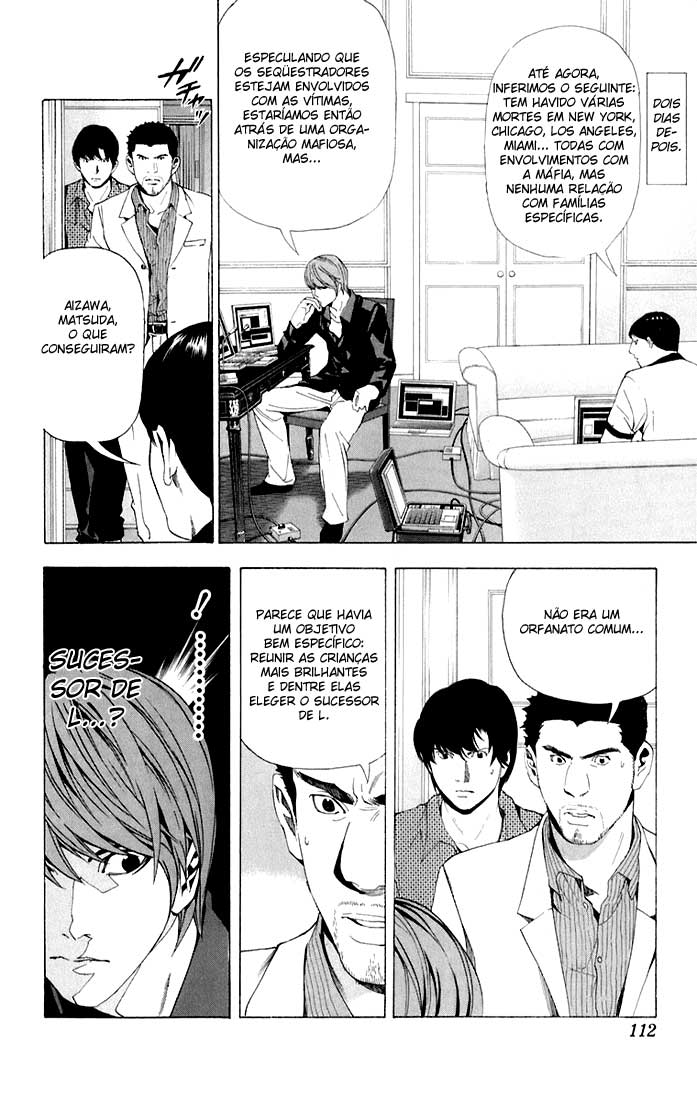 DOIS
DIAS
DE-
POIS.
ATÉ AGORA,
INFERIMOS O SEGUINTE:
TEM HAVIDO VÁRIAS
MORTES EM NEW YORK,
CHICAGO, LOS ANGELES,
MIAMI... TODAS COM
ENVOLVIMENTOS COM
A MÁFIA, MAS
NENHUMA RELAÇÃO
COM FAMÍLIAS
ESPECÍFICAS.
ESPECULANDO QUE
OS SEQÜESTRADORES
ESTEJAM ENVOLVIDOS
COM AS VÍTIMAS,
ESTARÍAMOS ENTÃO
ATRÁS DE UMA ORGA-
NIZAÇÃO MAFIOSA,
MAS...
ガチャッ
AIZAWA,
MATSUDA,
O QUE
CONSEGUIRAM?
NÃO ERA UM
ORFANATO COMUM...
PARECE QUE HAVIA
UM OBJETIVO
BEM ESPECÍFICO:
REUNIR AS CRIANÇAS
MAIS BRILHANTES
E DENTRE ELAS
ELEGER O SUCESSOR
DE L.
!
SUCES-
SOR DE
L...?
112